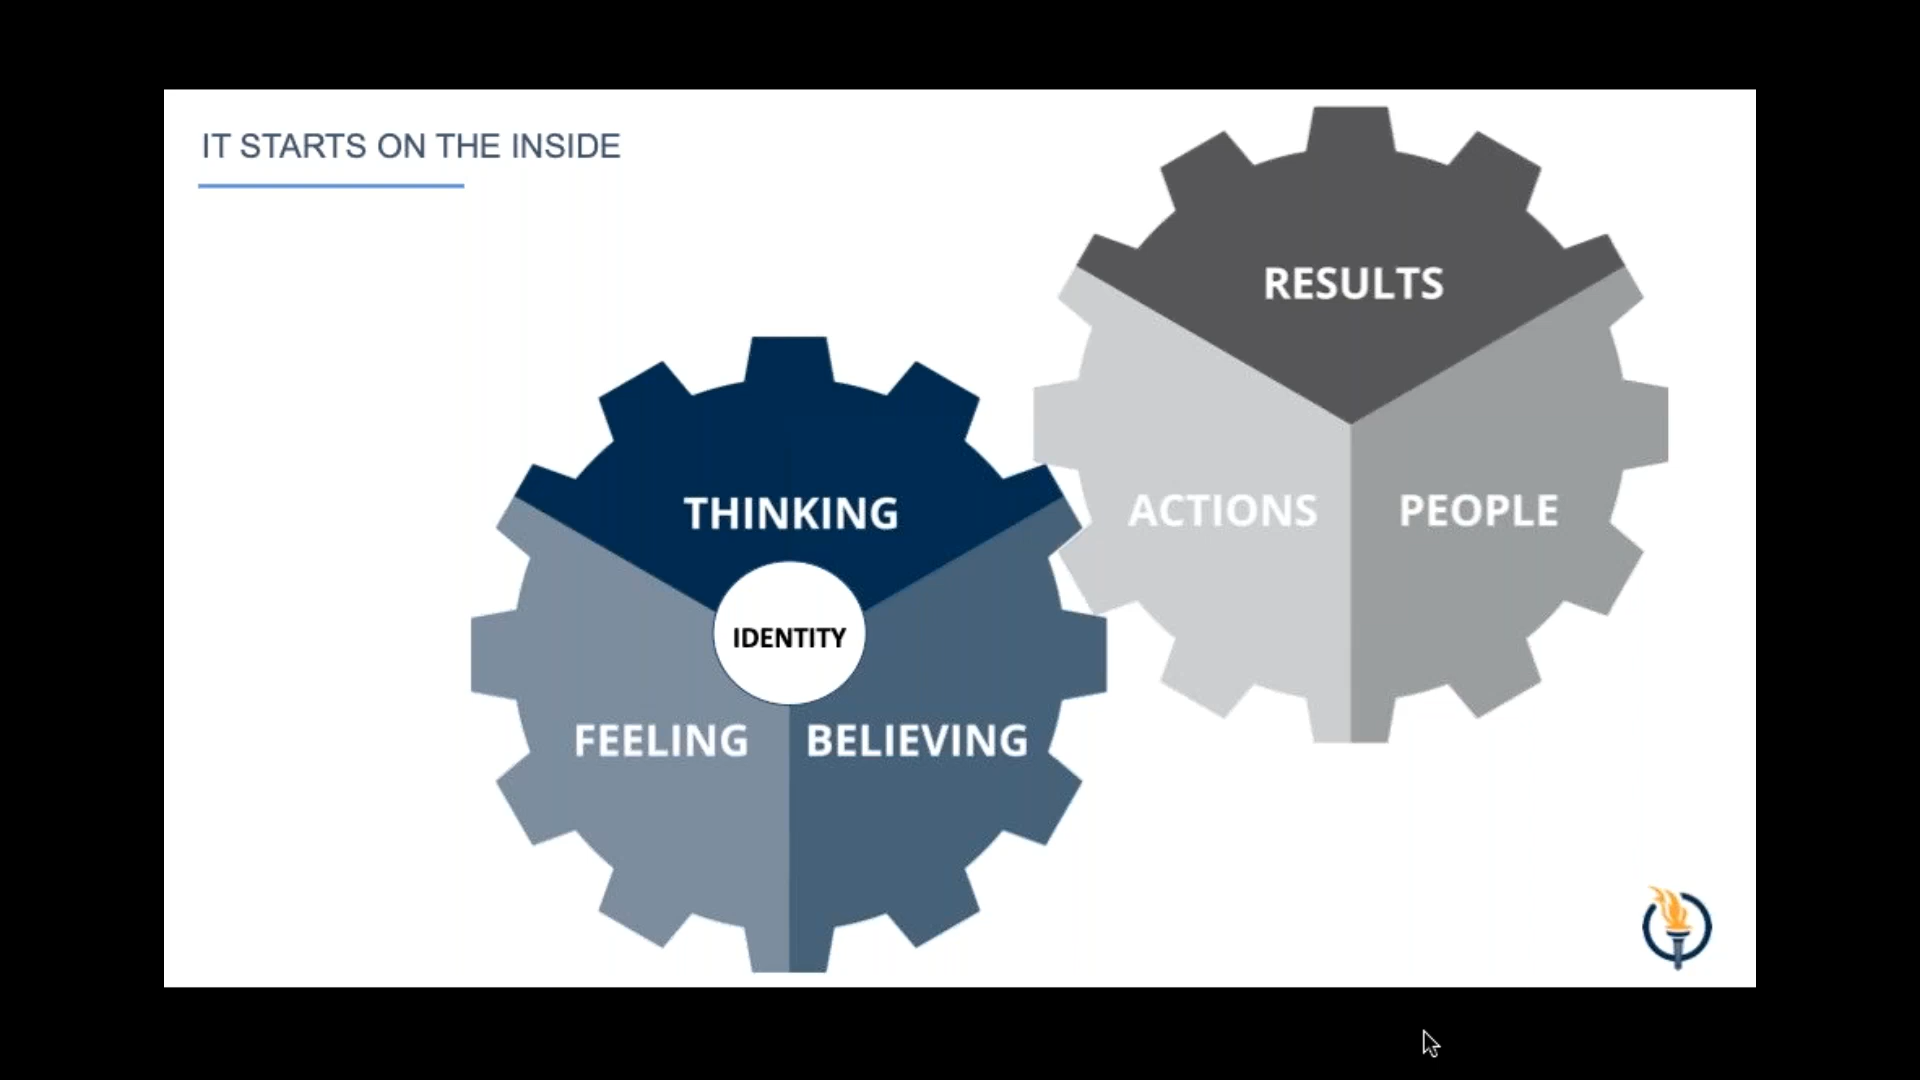 IT STARTS ON THE INSIDE
RESULTS
ACTIONS
PEOPLE
THINKING
IDENTITY
FEELING
BELIEVING